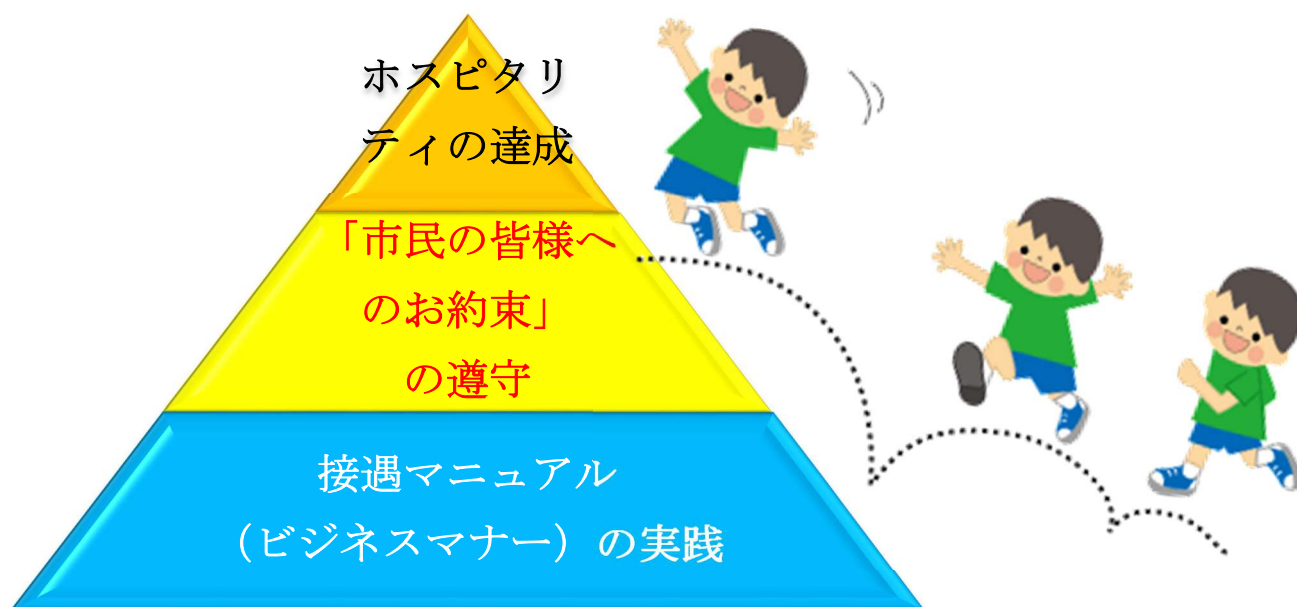 ホスピタリ
ティの達成
「市民の皆様へ
のお約束」
の遵守
接遇マニュアル
（ビジネスマナー）の実践